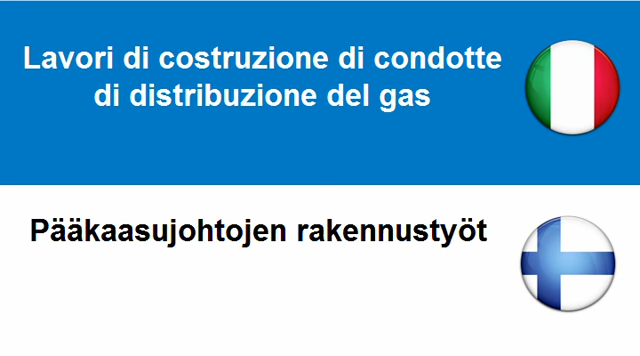 Lavori di costruzione di condotte
di distribuzione del gas
Pääkaasujohtojen rakennustyöt